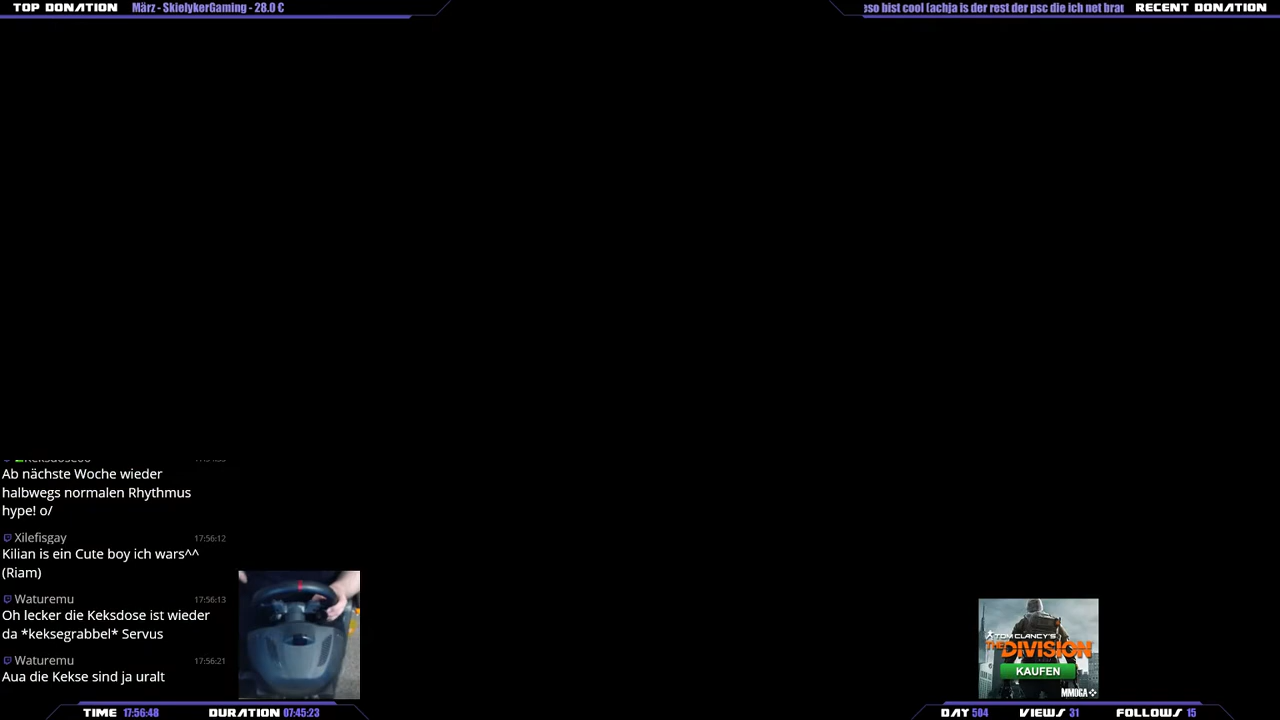 TOP DONATION März - SkielykerGaming - 28.0 €
eso bist cool (achja is der rest der psc die ich net brau RECENT DONATION
Ab nächste Woche wieder
halbwegs normalen Rhythmus
hype! o/
Xilefisgay 17:56:12
Kilian is ein Cute boy ich wars^^
(Riam)
Waturemu 17:56:13
Oh lecker die Keksdose ist wieder
da *keksegrabbel* Servus
Waturemu 17:56:21
Aua die Kekse sind ja uralt
TOM CLANCY'S
THE DIVISION
KAUFEN
MMOGA
TIME 17:56:48 DURATION 07:45:23
DAY 504 VIEWS 31 FOLLOWS 15